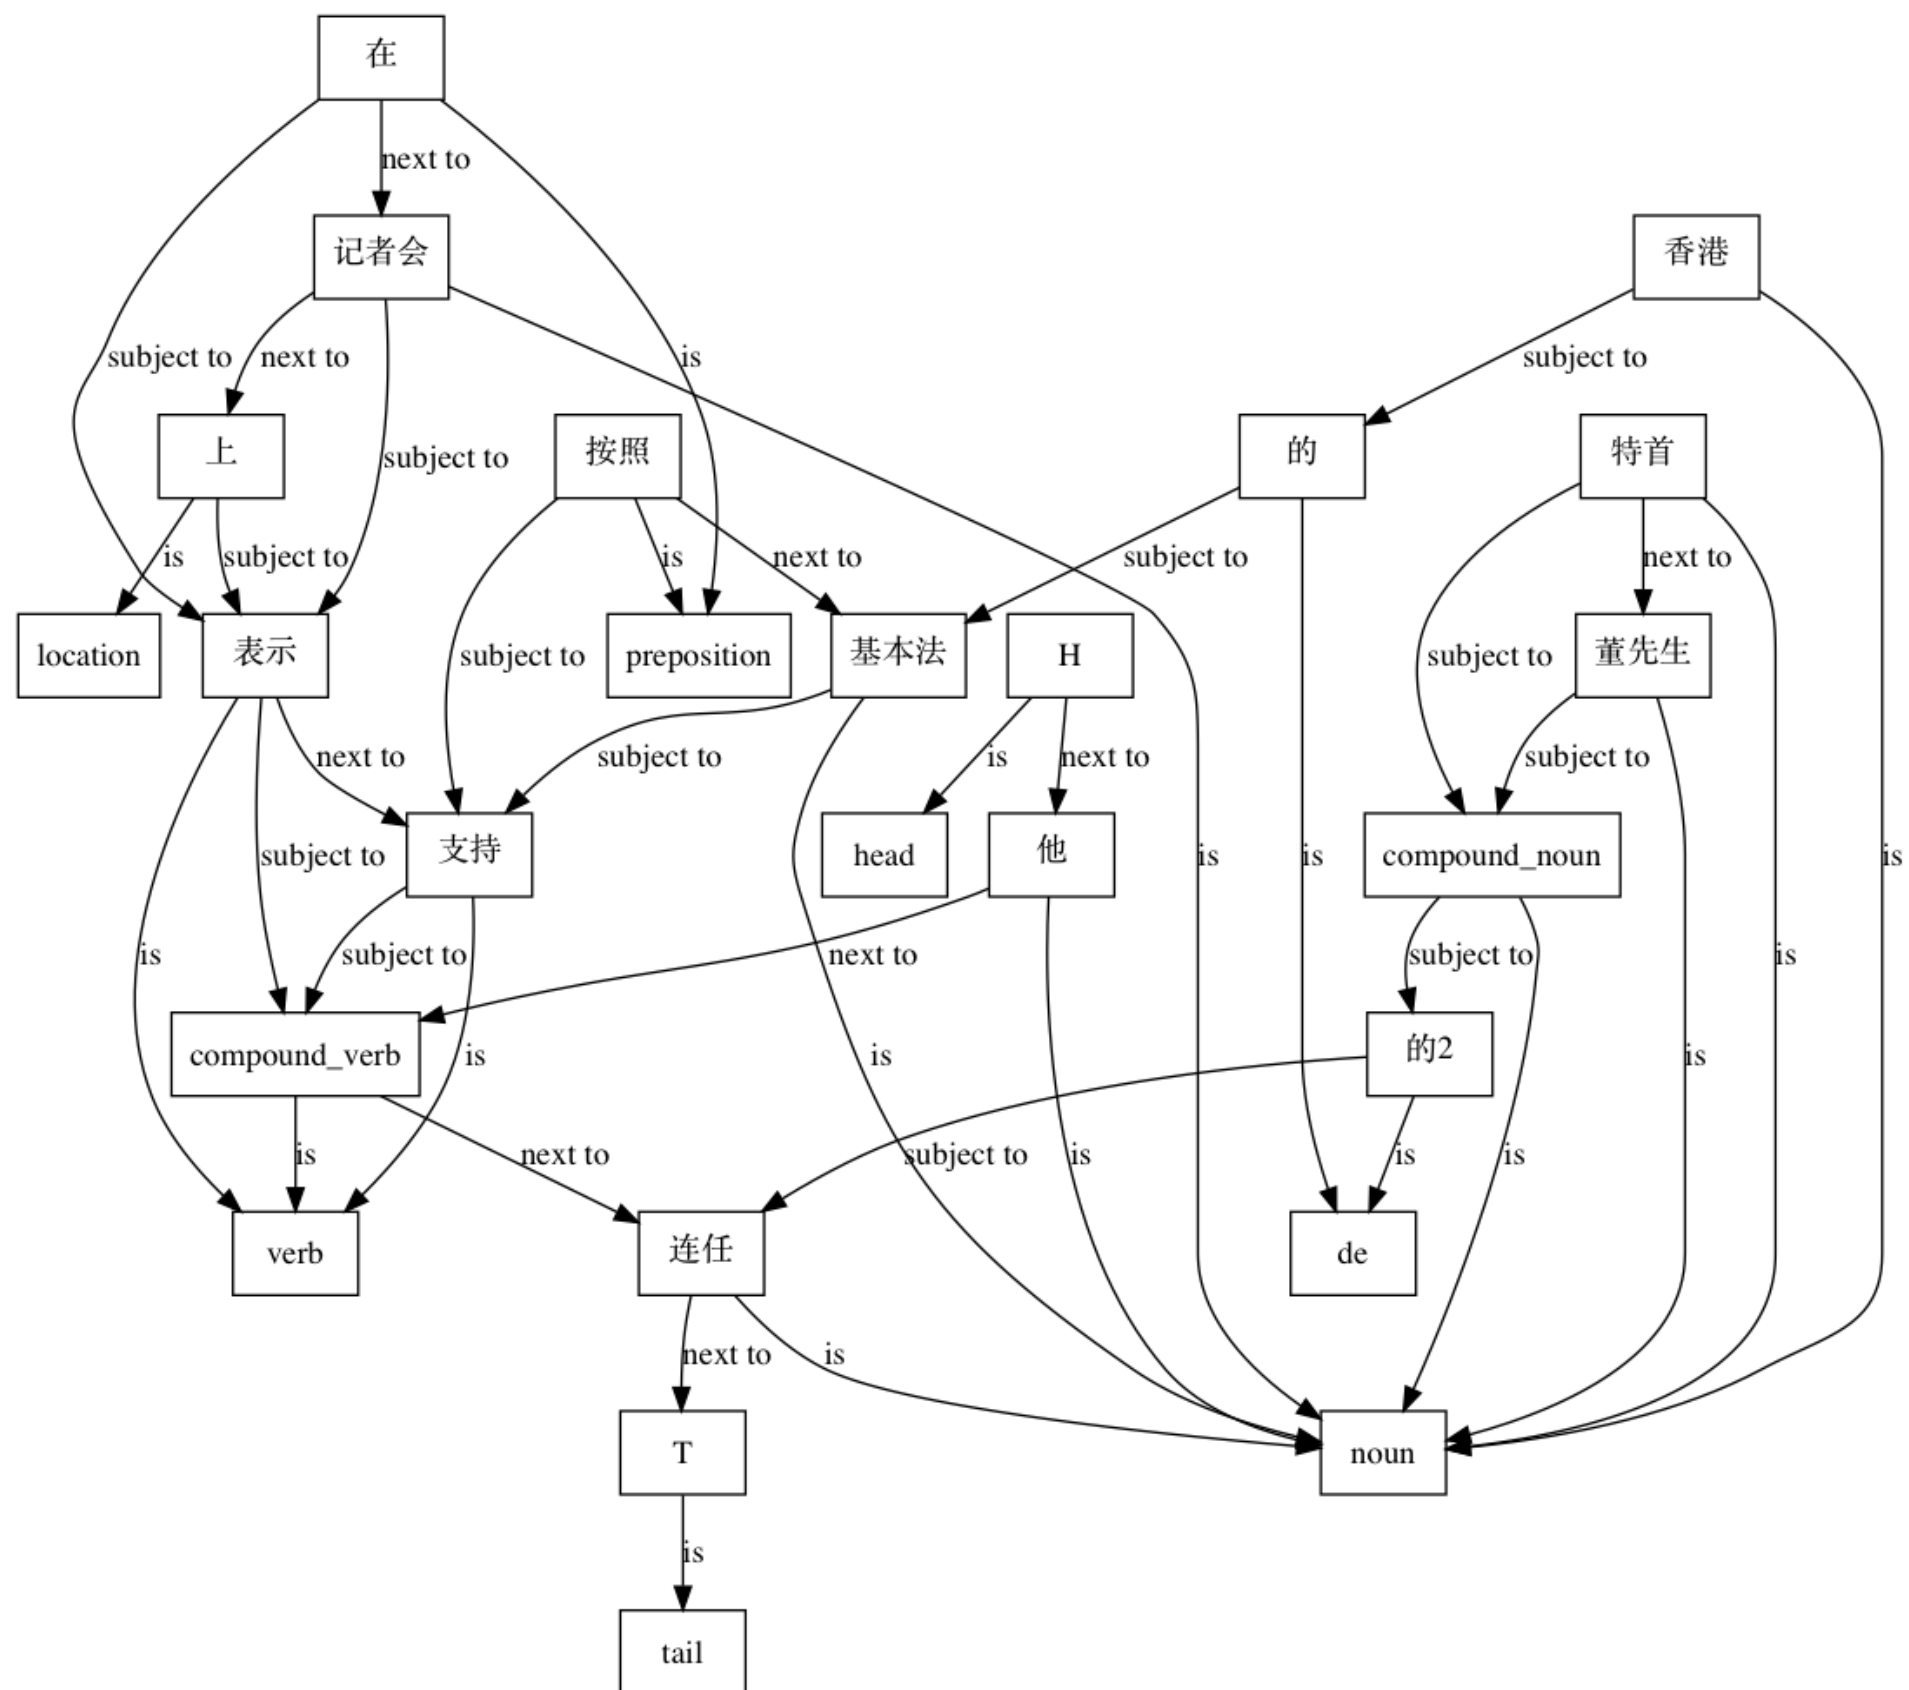 在
next to
记者会
香港
subject to
next to
is
subject to
上
subject to
按照
的
特首
is
subject to
is
next to
subject to
next to
location
表示
subject to
preposition
基本法
H
subject to
董先生
next to
subject to
is
next to
subject to
subject to
支持
head
他
is
is
compound_noun
is
is
subject to
next to
subject to
is
compound_verb
is
is
的2
is
is
next to
subject to
is
is
is
verb
连任
de
next to
is
T
noun
is
tail